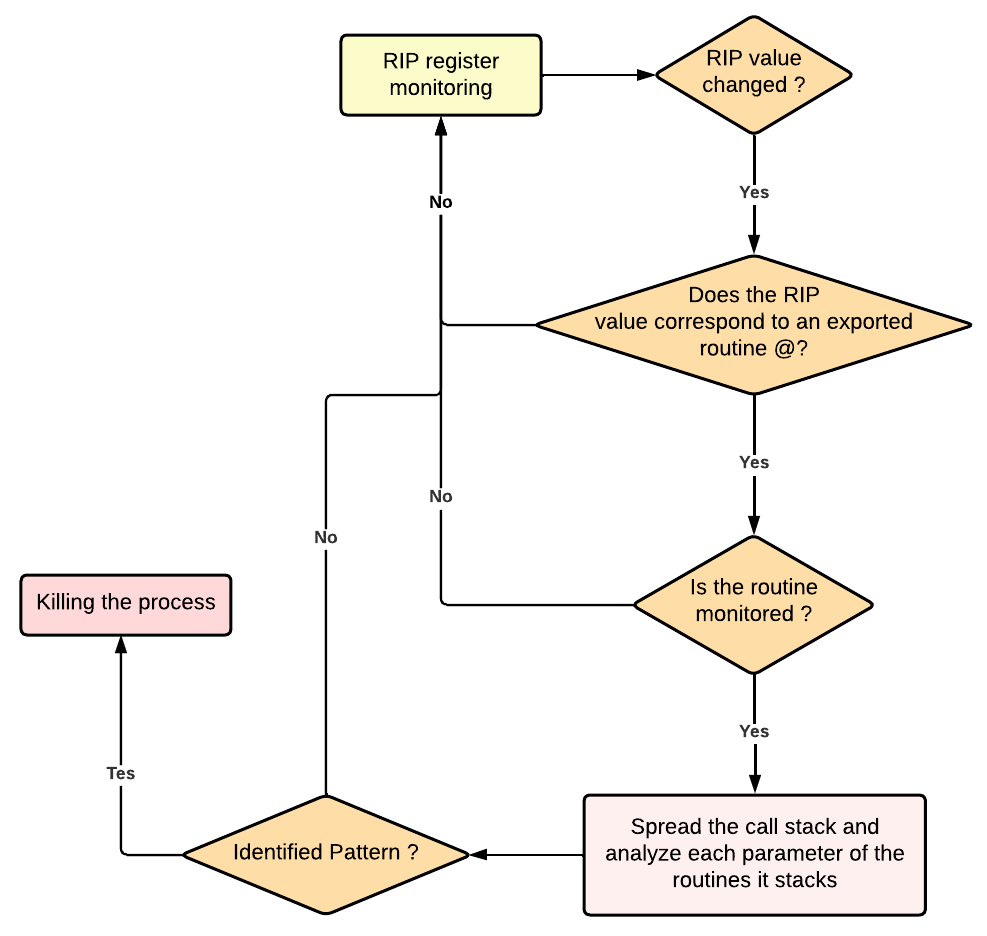 RIP register
monitoring
RIP value
changed ?
Yes
No
Does the RIP
value correspond to an exported
routine @?
Yes
No
No
Is the routine
monitored ?
Killing the process
Yes
Tes
Spread the call stack and
analyze each parameter of the
routines it stacks
Identified Pattern ?